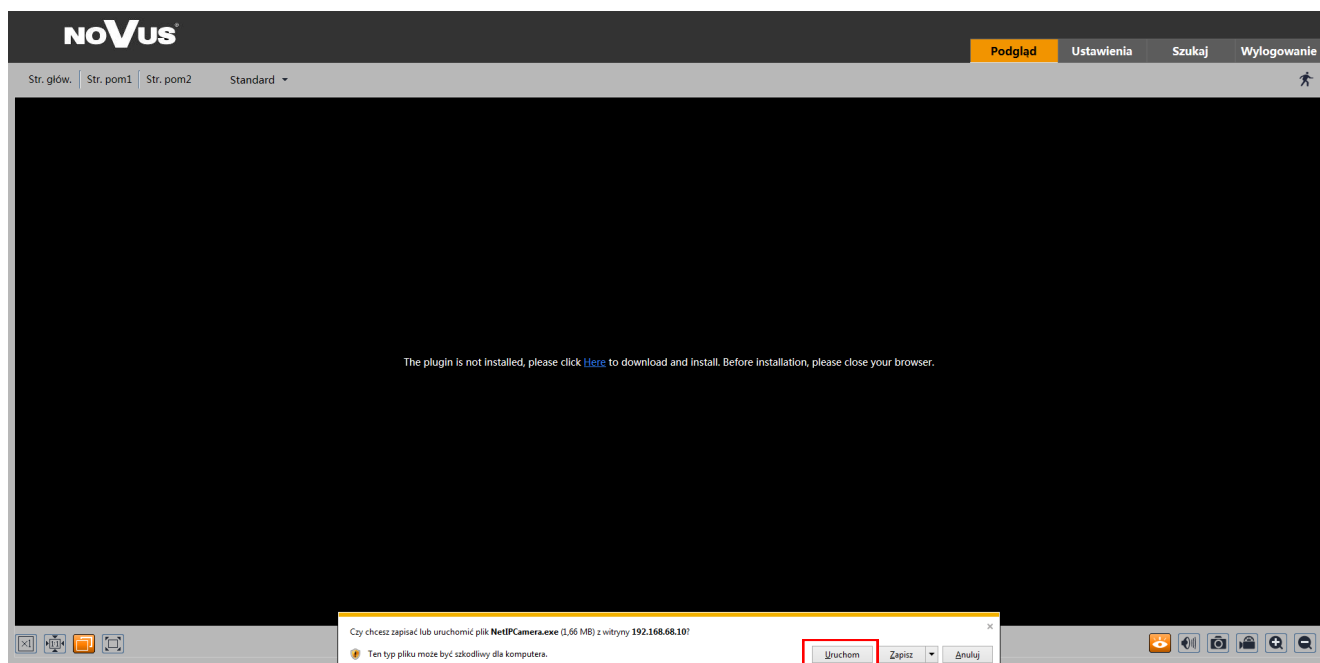 NOVUS®
Podgląd Ustawienia Szukaj Wylogowanie
Str. głów. Str. pom1 Str. pom2 Standard
The plugin is not installed, please click Here to download and install. Before installation, please close your browser.
Czy chcesz zapisać lub uruchomić plik NetIPCamera.exe (1,66 MB) z witryny 192.168.68.10?
Ten typ pliku może być szkodliwy dla komputera.
Uruchom Zapisz Anuluj
×1 1:1